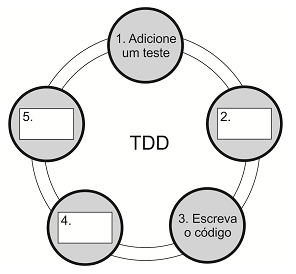 1. Adicione
um teste
2.
3. Escreva
o código
4.
5.
TDD